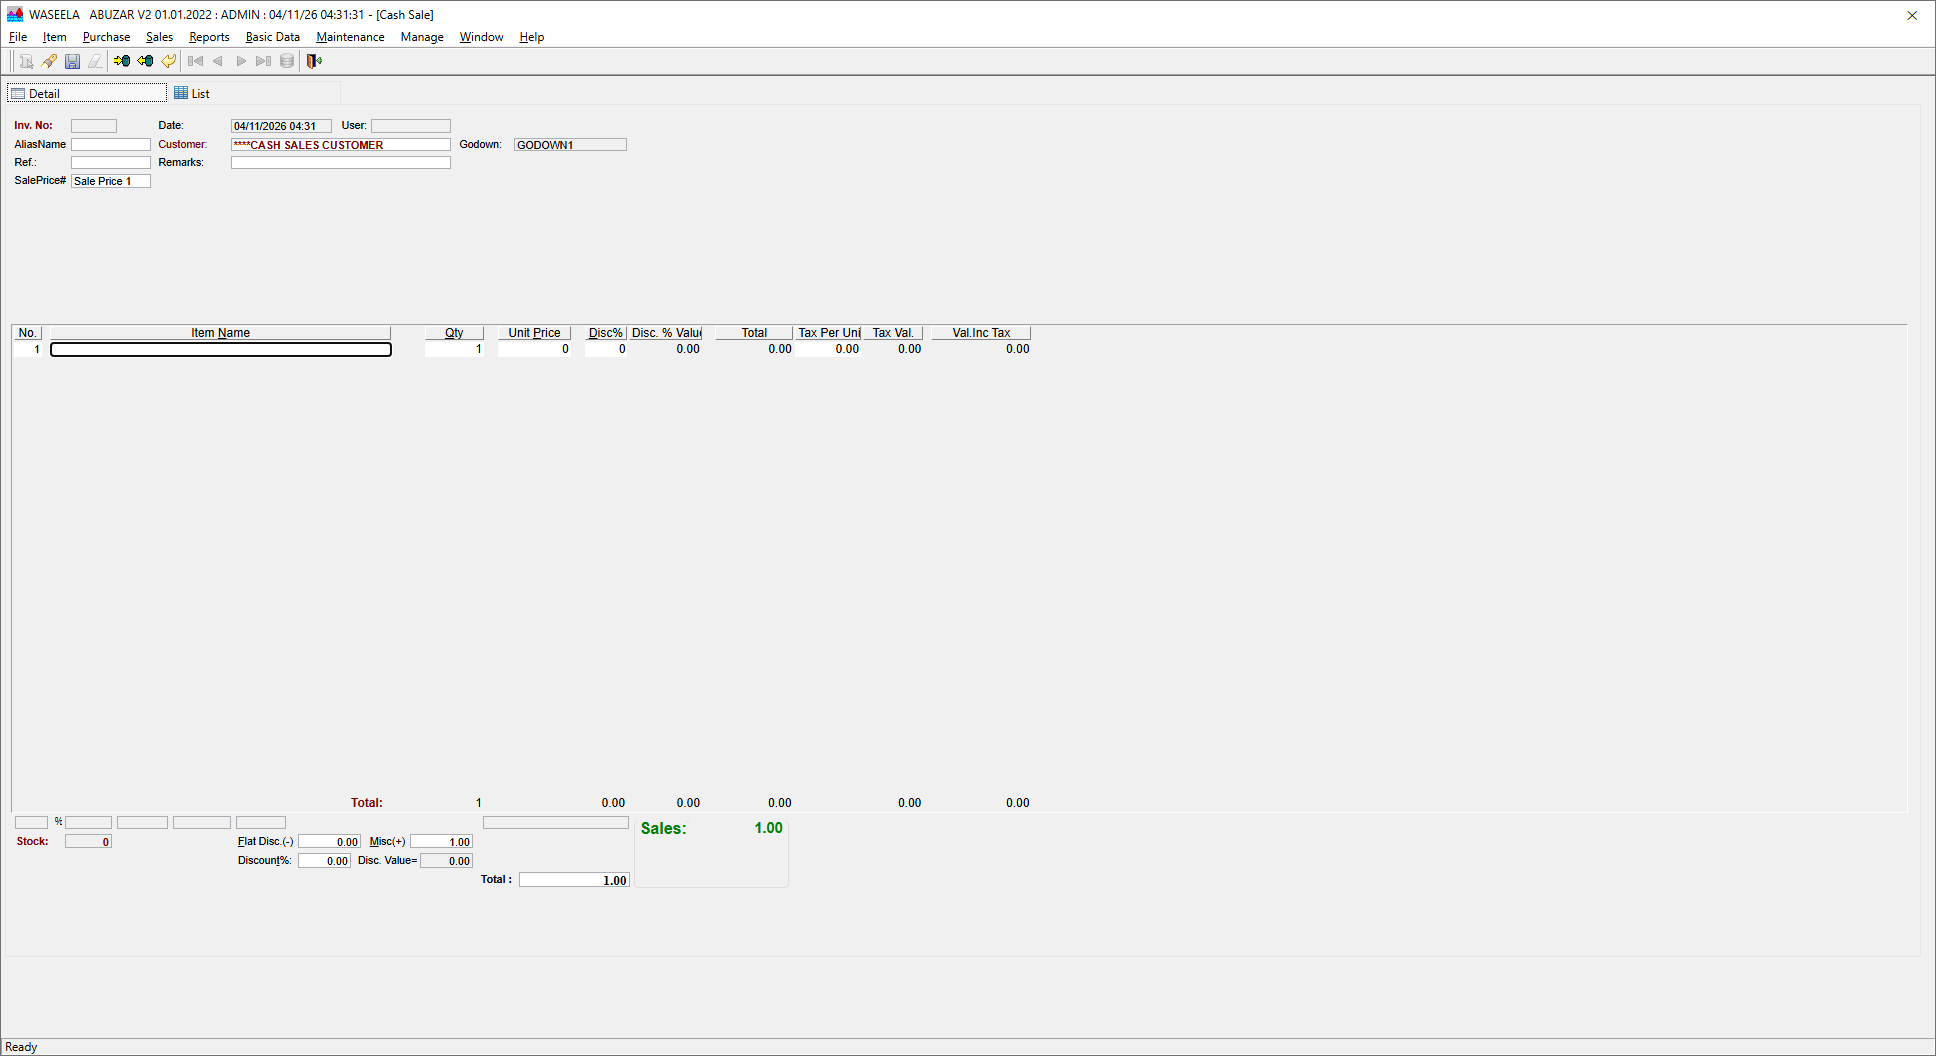 WASEELA ABUZAR V2 01.01.2022 : ADMIN : 04/11/26 04:31:31 - [Cash Sale]
File Item Purchase Sales Reports Basic Data Maintenance Manage Window Help
Detail List
Inv. No: Date: 04/11/2026 04:31 User:
AliasName Customer: ****CASH SALES CUSTOMER Godown: GODOWN1
Ref.: Remarks:
SalePrice# Sale Price 1
No. Item Name Qty Unit Price Disc% Disc. % Valu Total Tax Per Uni Tax Val. Val.Inc Tax
1 1 0 0 0.00 0.00 0.00 0.00 0.00
Total: 1 0.00 0.00 0.00 0.00 0.00
%
Sales: 1.00
Stock: 0 Flat Disc.(-) 0.00 Misc(+) 1.00
Discount%: 0.00 Disc. Value= 0.00
Total : 1.00
Ready